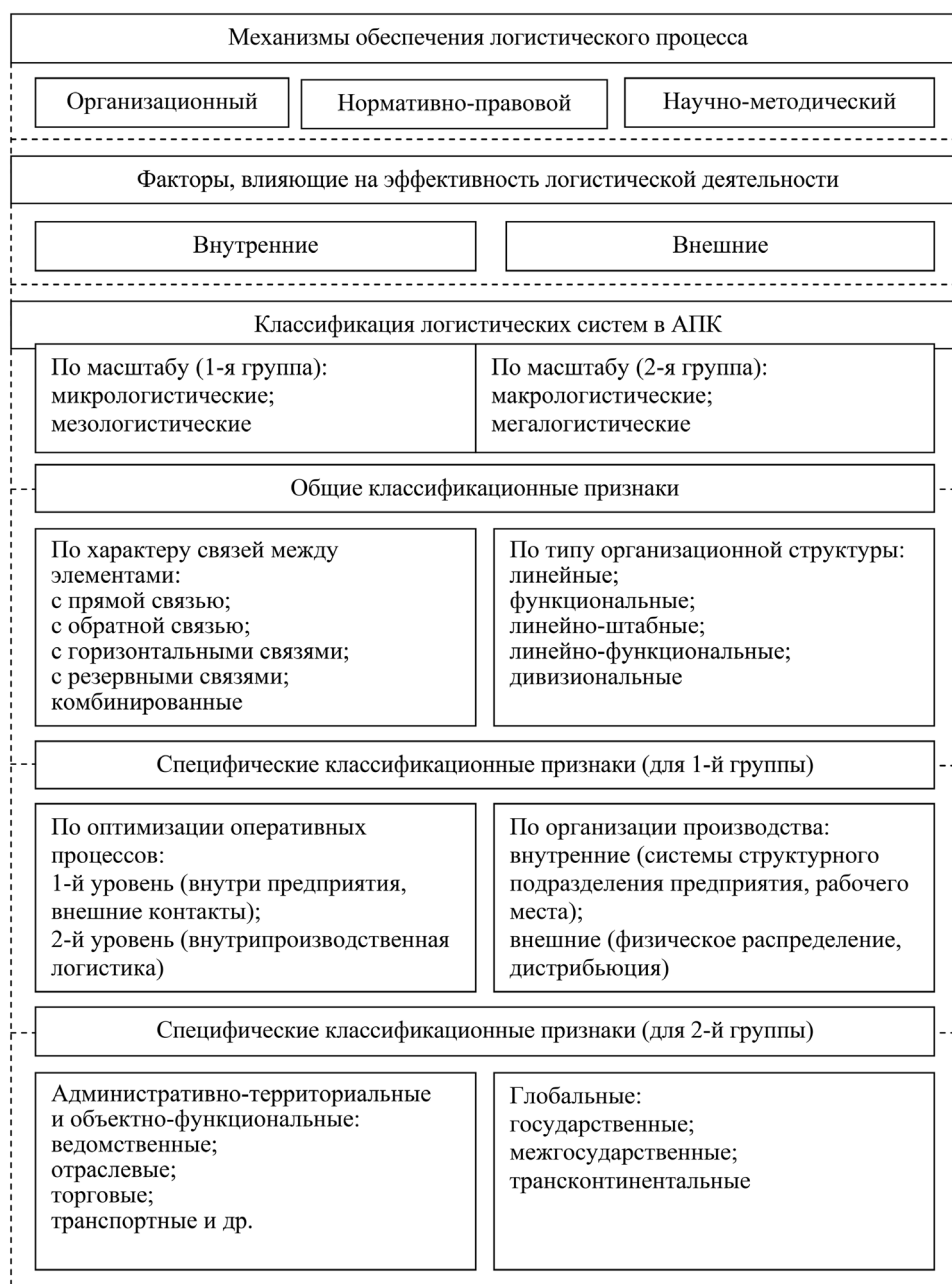 Механизмы обеспечения логистического процесса
Организационный
Нормативно-правовой
Научно-методический
Факторы, влияющие на эффективность логистической деятельности
Внутренние
Внешние
Классификация логистических систем в АПК
По масштабу (1-я группа):
микрологистические;
мезологистические
По масштабу (2-я группа):
макрологистические;
мегалогистические
Общие классификационные признаки
По характеру связей между
элементами:
с прямой связью;
с обратной связью;
с горизонтальными связями;
с резервными связями;
комбинированные
По типу организационной структуры:
линейные;
функциональные;
линейно-штабные;
линейно-функциональные;
дивизиональные
Специфические классификационные признаки (для 1-й группы)
По оптимизации оперативных
процессов:
1-й уровень (внутри предприятия,
внешние контакты);
2-й уровень (внутрипроизводственная
логистика)
По организации производства:
внутренние (системы структурного
подразделения предприятия, рабочего
места);
внешние (физическое распределение,
дистрибьюция)
Специфические классификационные признаки (для 2-й группы)
Административно-территориальные
и объектно-функциональные:
ведомственные;
отраслевые;
торговые;
транспортные и др.
Глобальные:
государственные;
межгосударственные;
трансконтинентальные